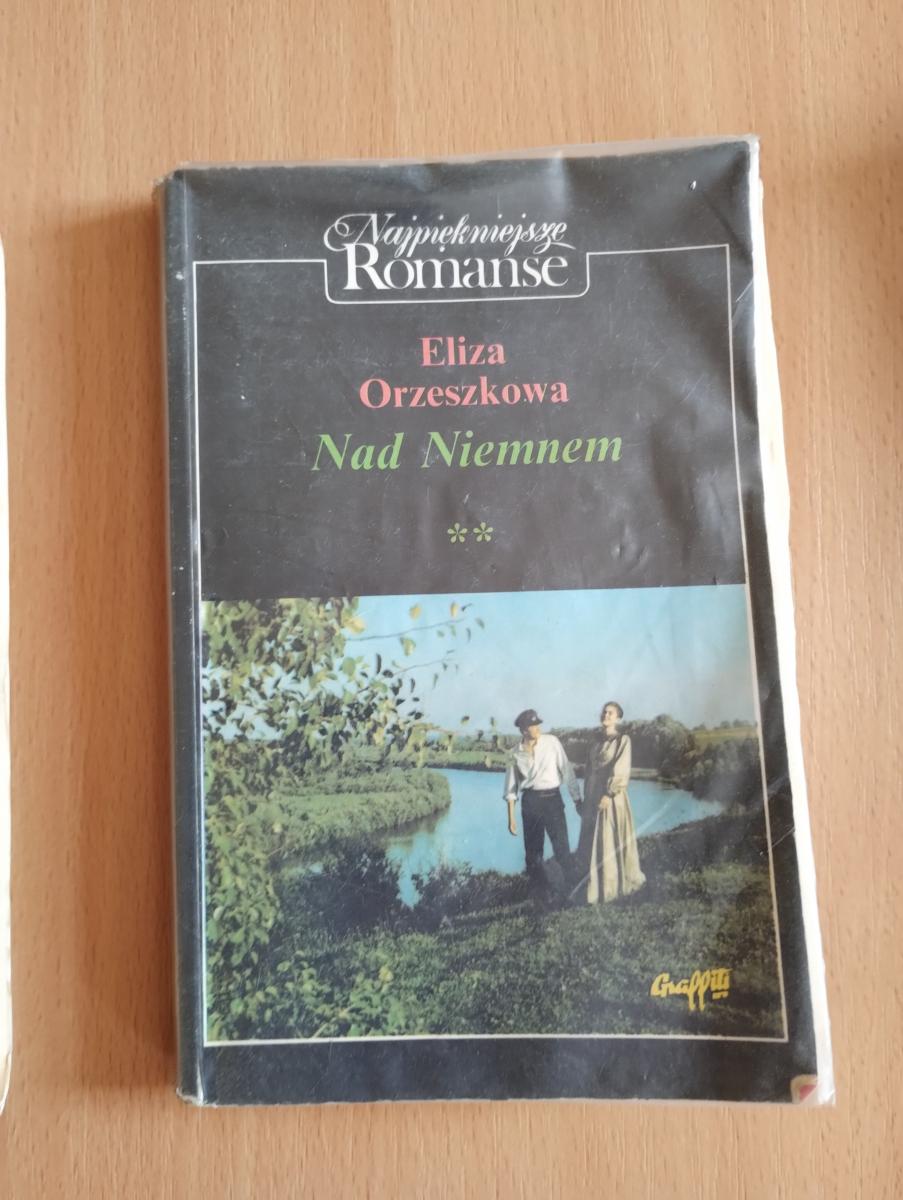 Najpiękniejsze
Romanse
Eliza
Orzeszkowa
Nad Niemnem
**
Graffiti